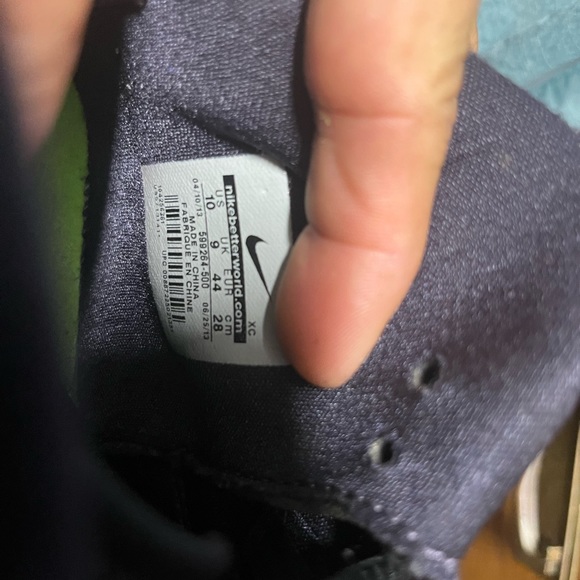 XC
nikebetterworld.com
US UK EUR cm
10 9 44 28
04/10/13 599264-500 06/25/13
MADE IN CHINA
FABRIQUE EN CHINE